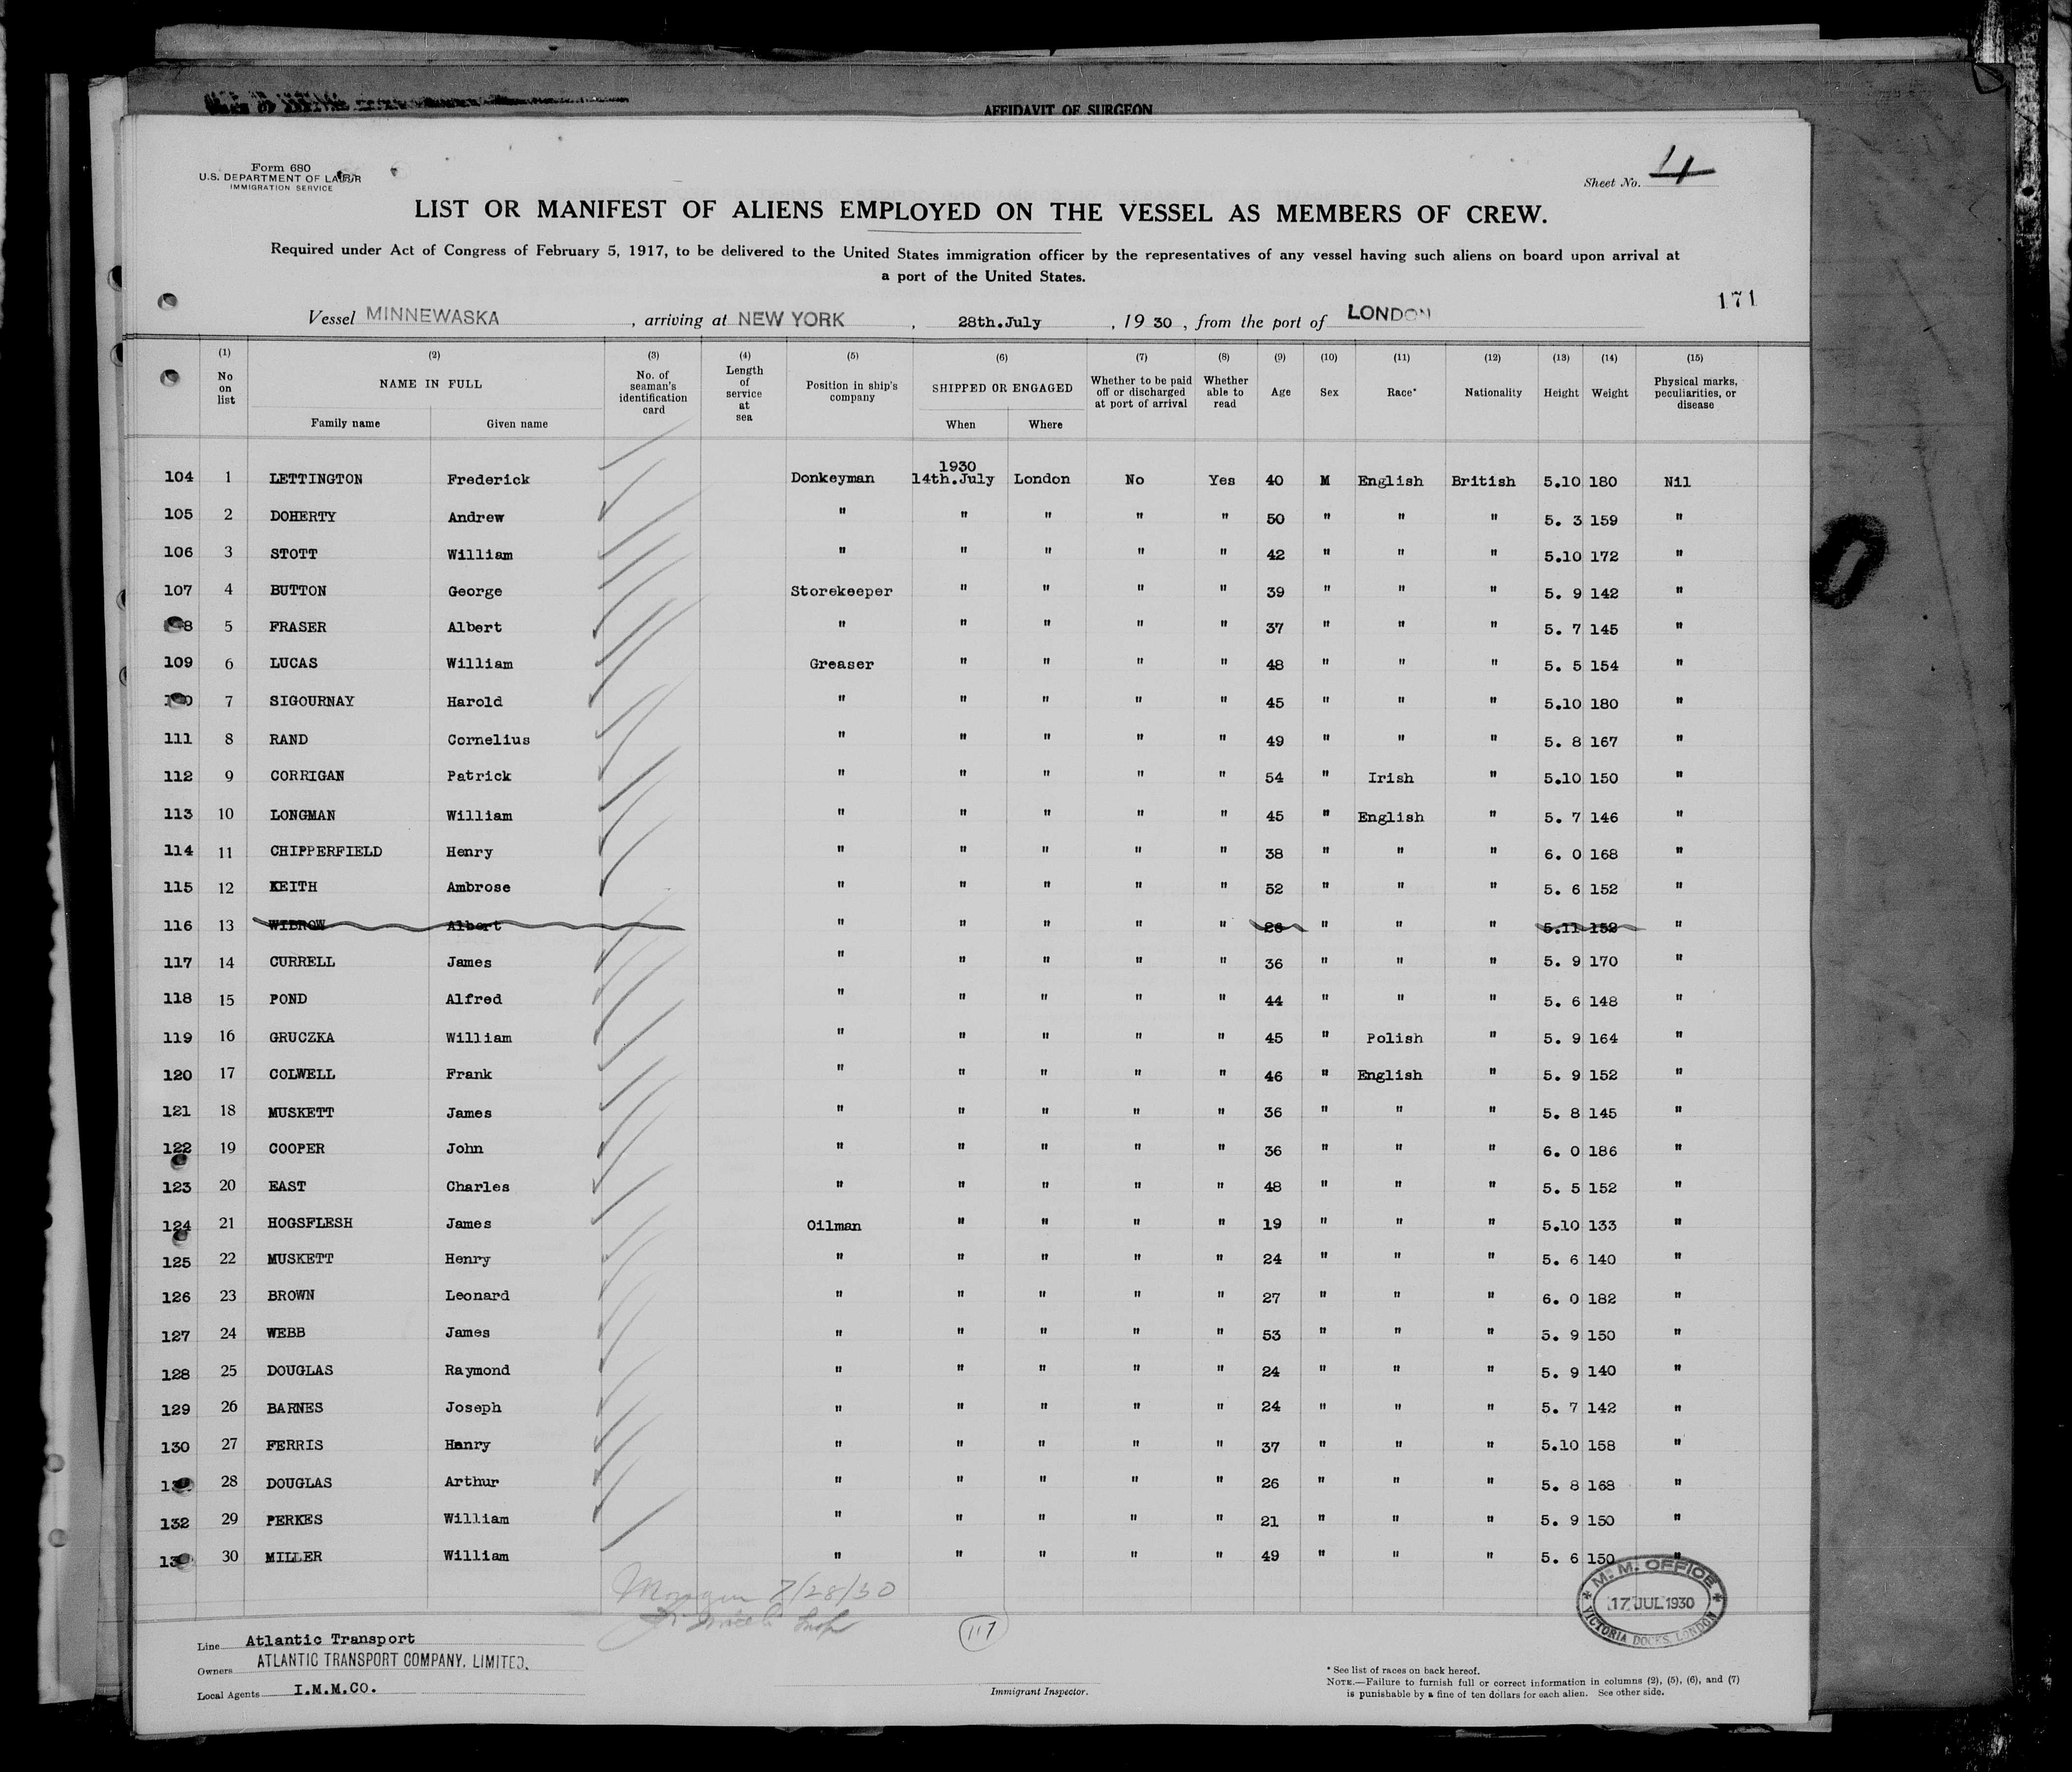 AFFIDAVIT OF SURGEON
Form 680
U.S. DEPARTMENT OF LABOR
IMMIGRATION SERVICE
Sheet No. 4
LIST OR MANIFEST OF ALIENS EMPLOYED ON THE VESSEL AS MEMBERS OF CREW.
Required under Act of Congress of February 5, 1917, to be delivered to the United States immigration officer by the representatives of any vessel having such aliens on board upon arrival at
a port of the United States.
171
Vessel MINNEWASKA, arriving at NEW YORK, 28th.July, 1930, from the port of LONDON
(1) No on list (2) NAME IN FULL Family name Given name (3) No. of seaman's identification card (4) Length of service at sea (5) Position in ship's company (6) SHIPPED OR ENGAGED When Where (7) Whether to be paid off or discharged at port of arrival (8) Whether able to read (9) Age (10) Sex (11) Race* (12) Nationality (13) Height (14) Weight (15) Physical marks, peculiarities, or disease
1930
104 1 LETTINGTON Frederick Donkeyman 14th.July London No Yes 40 M English British 5.10 180 Nil
105 2 DOHERTY Andrew " " " " " 50 " " " 5. 3 159 "
106 3 STOTT William " " " " " 42 " " " 5.10 172 "
107 4 BUTTON George Storekeeper " " " " 39 " " " 5. 9 142 "
8 5 FRASER Albert " " " " " 37 " " " 5. 7 145 "
109 6 LUCAS William Greaser " " " " 48 " " " 5. 5 154 "
7 SIGOURNAY Harold " " " " " 45 " " " 5.10 180 "
111 8 RAND Cornelius " " " " " 49 " " " 5. 8 167 "
112 9 CORRIGAN Patrick " " " " " 54 " Irish " 5.10 150 "
113 10 LONGMAN William " " " " " 45 " English " 5. 7 146 "
114 11 CHIPPERFIELD Henry " " " " " 38 " " " 6. 0 168 "
115 12 KEITH Ambrose " " " " " 52 " " " 5. 6 152 "
116 13 WIBROW Albert " " " " " 26 " " " 5.11 152 "
117 14 CURRELL James " " " " " 36 " " " 5. 9 170 "
118 15 POND Alfred " " " " " 44 " " " 5. 6 148 "
119 16 GRUCZKA William " " " " " 45 " Polish " 5. 9 164 "
120 17 COLWELL Frank " " " " " 46 " English " 5. 9 152 "
121 18 MUSKETT James " " " " " 36 " " " 5. 8 145 "
122 19 COOPER John " " " " " 36 " " " 6. 0 186 "
123 20 EAST Charles " " " " " 48 " " " 5. 5 152 "
124 21 HOGSFLESH James Oilman " " " " 19 " " " 5.10 133 "
125 22 MUSKETT Henry " " " " " 24 " " " 5. 6 140 "
126 23 BROWN Leonard " " " " " 27 " " " 6. 0 182 "
127 24 WEBB James " " " " " 53 " " " 5. 9 150 "
128 25 DOUGLAS Raymond " " " " " 24 " " " 5. 9 140 "
129 26 BARNES Joseph " " " " " 24 " " " 5. 7 142 "
130 27 FERRIS Henry " " " " " 37 " " " 5.10 158 "
28 DOUGLAS Arthur " " " " " 26 " " " 5. 8 168 "
132 29 PERKES William " " " " " 21 " " " 5. 9 150 "
30 MILLER William " " " " " 49 " " " 5. 6 150 "
7/28/30
117
M. M. OFFICE
17 JUL 1930
VICTORIA DOCKS, LONDON
Line Atlantic Transport
Owners ATLANTIC TRANSPORT COMPANY, LIMITED.
Local Agents I.M.M.CO.
Immigrant Inspector.
* See list of races on back hereof.
NOTE.—Failure to furnish full or correct information in columns (2), (5), (6), and (7)
is punishable by a fine of ten dollars for each alien. See other side.